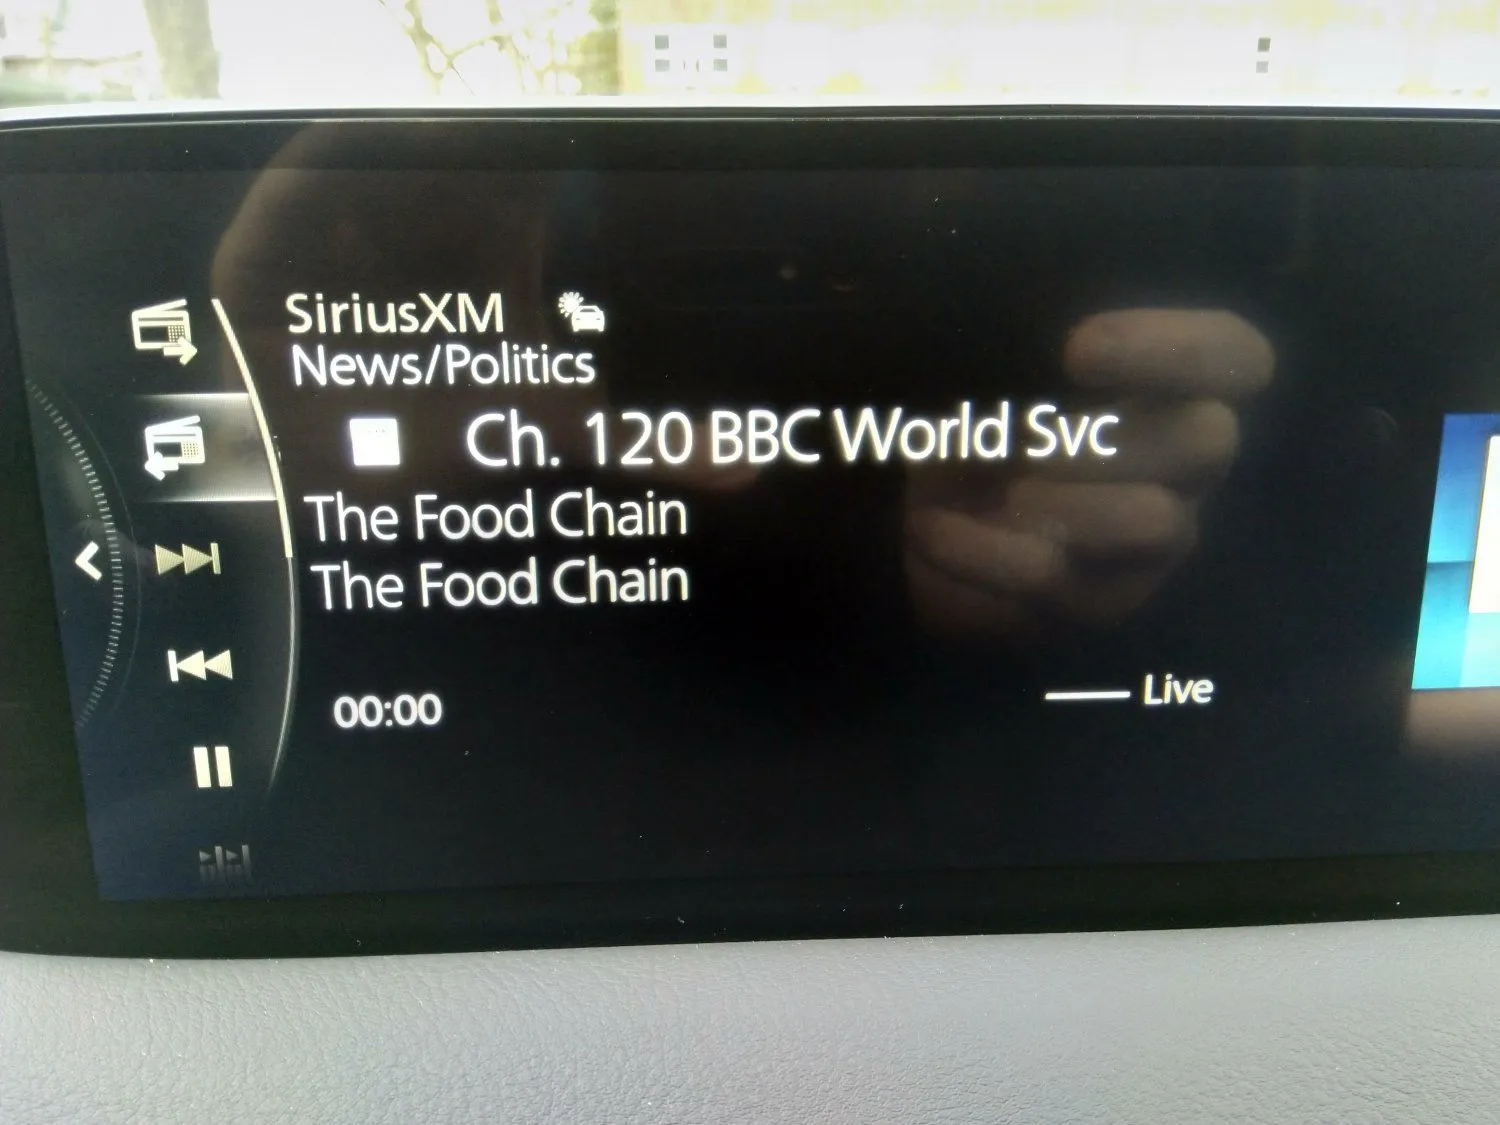 SiriusXM
News/Politics
Ch. 120 BBC World Svc
The Food Chain
The Food Chain
00:00
Live